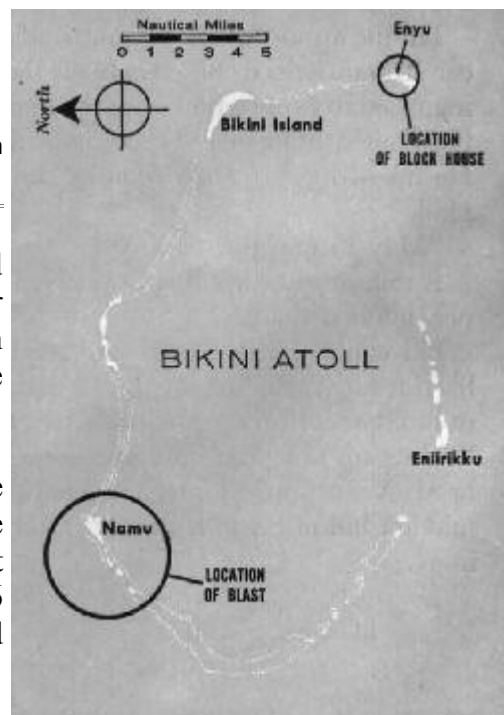 Nautical Miles
0 1 2 3 4 5
North
Enyu
Bikini Island
LOCATION
OF BLOCK HOUSE
BIKINI ATOLL
Eniirikku
Namu
LOCATION
OF BLAST